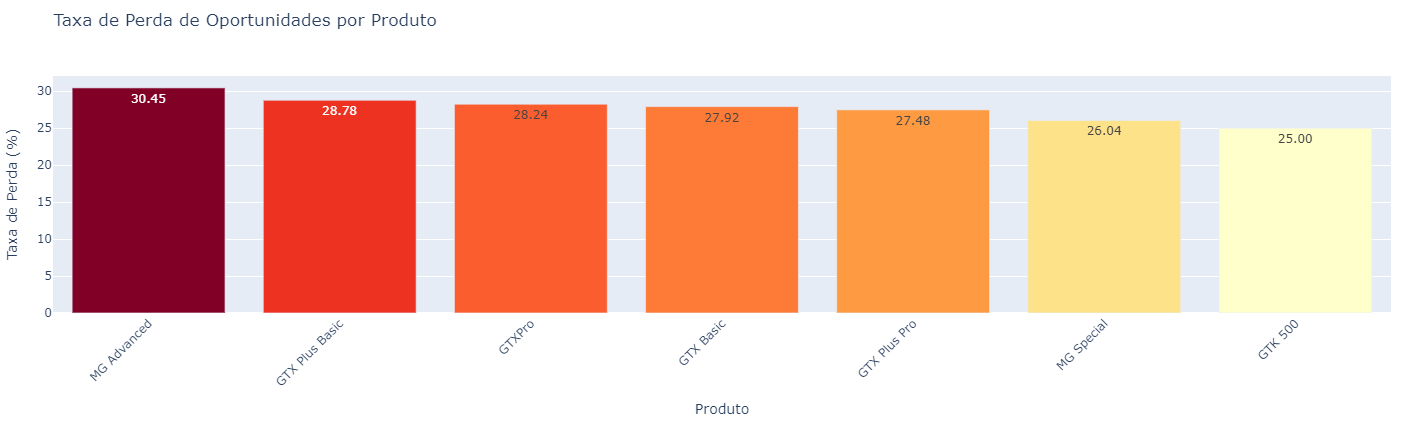 Taxa de Perda de Oportunidades por Produto
Taxa de Perda (%)
30
25
20
15
10
5
0
30.45
28.78
28.24
27.92
27.48
26.04
25.00
MG Advanced
GTX Plus Basic
GTXPro
GTX Basic
GTX Plus Pro
MG Special
GTK 500
Produto